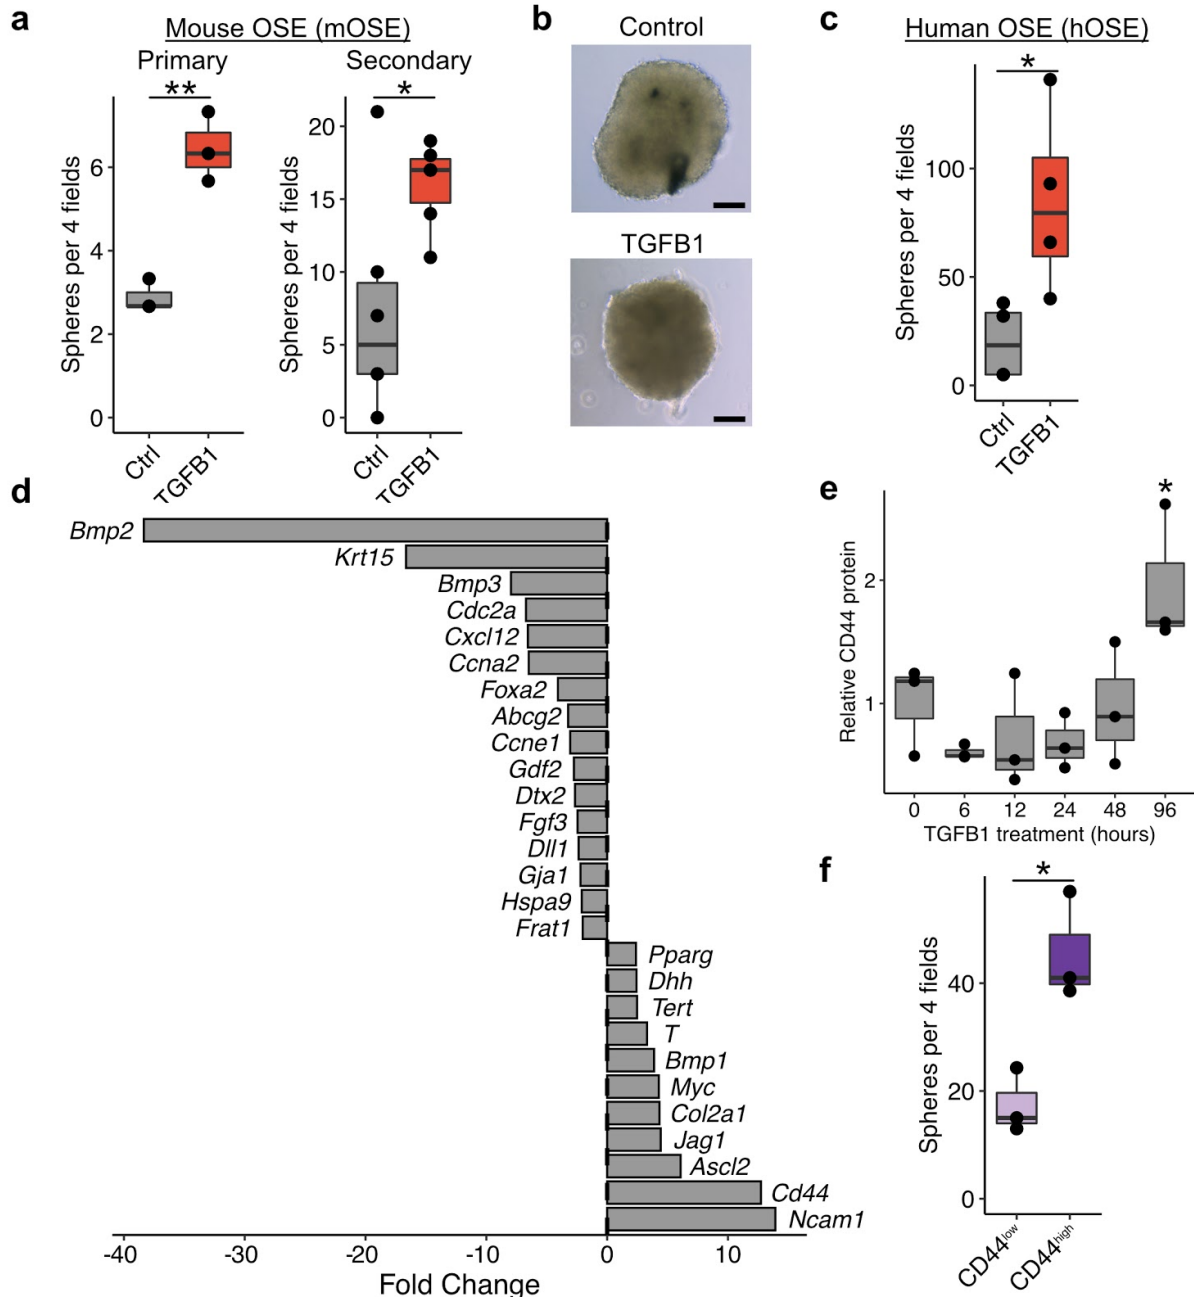 a
Mouse OSE (mOSE)
Primary
Secondary
**
*
Spheres per 4 fields
6
4
2
0
Ctrl
TGFB1
Spheres per 4 fields
20
15
10
5
0
Ctrl
TGFB1
b
Control
TGFB1
c
Human OSE (hOSE)
*
Spheres per 4 fields
100
50
0
Ctrl
TGFB1
d
Bmp2
Krt15
Bmp3
Cdc2a
Cxcl12
Ccna2
Foxa2
Abcg2
Ccne1
Gdf2
Dtx2
Fgf3
Dll1
Gja1
Hspa9
Frat1
Pparg
Dhh
Tert
T
Bmp1
Myc
Col2a1
Jag1
Ascl2
Cd44
Ncam1
-40 -30 -20 -10 0 10
Fold Change
e
*
Relative CD44 protein
2
1
0 6 12 24 48 96
TGFB1 treatment (hours)
f
*
Spheres per 4 fields
40
20
0
CD44low
CD44high